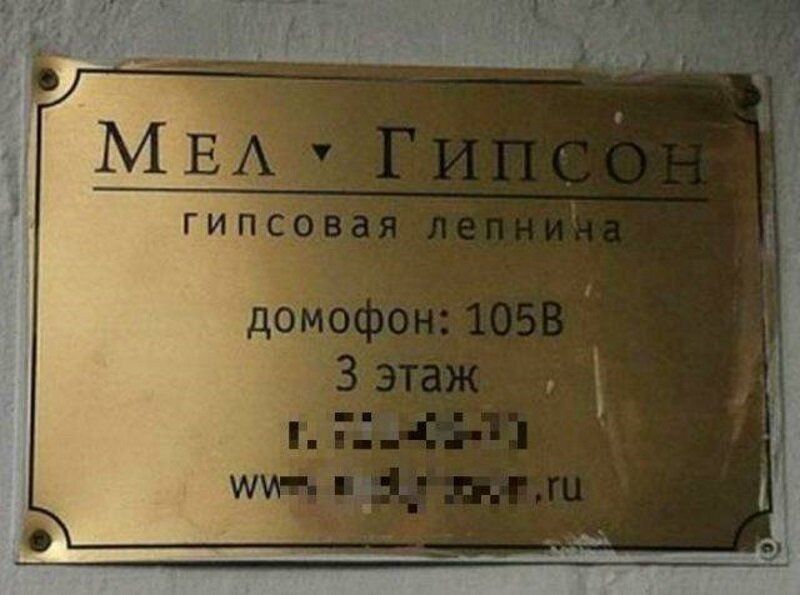 Мел ▾ Гипсон
гипсовая лепнина
домофон: 105В
3 этаж
.ru